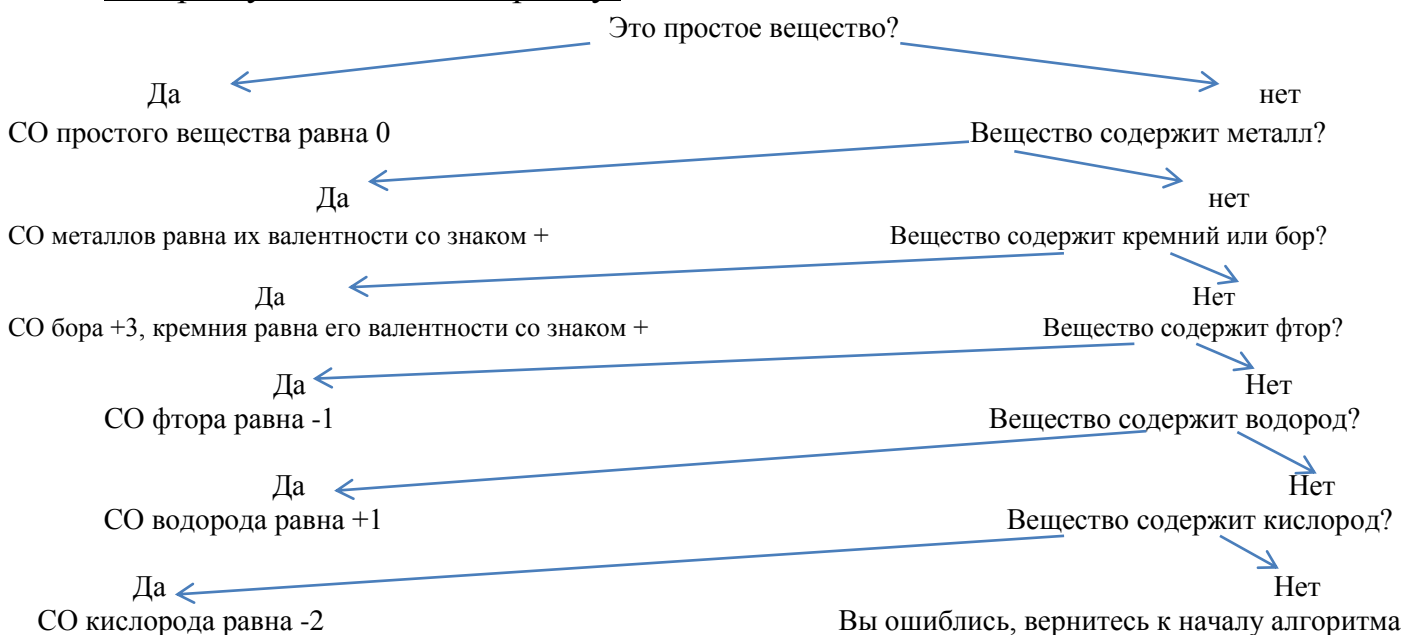 Это простое вещество?
Да нет
СО простого вещества равна 0 Вещество содержит металл?
Да нет
СО металлов равна их валентности со знаком + Вещество содержит кремний или бор?
Да Нет
СО бора +3, кремния равна его валентности со знаком + Вещество содержит фтор?
Да Нет
СО фтора равна -1 Вещество содержит водород?
Да Нет
СО водорода равна +1 Вещество содержит кислород?
Да Нет
СО кислорода равна -2 Вы ошиблись, вернитесь к началу алгоритма